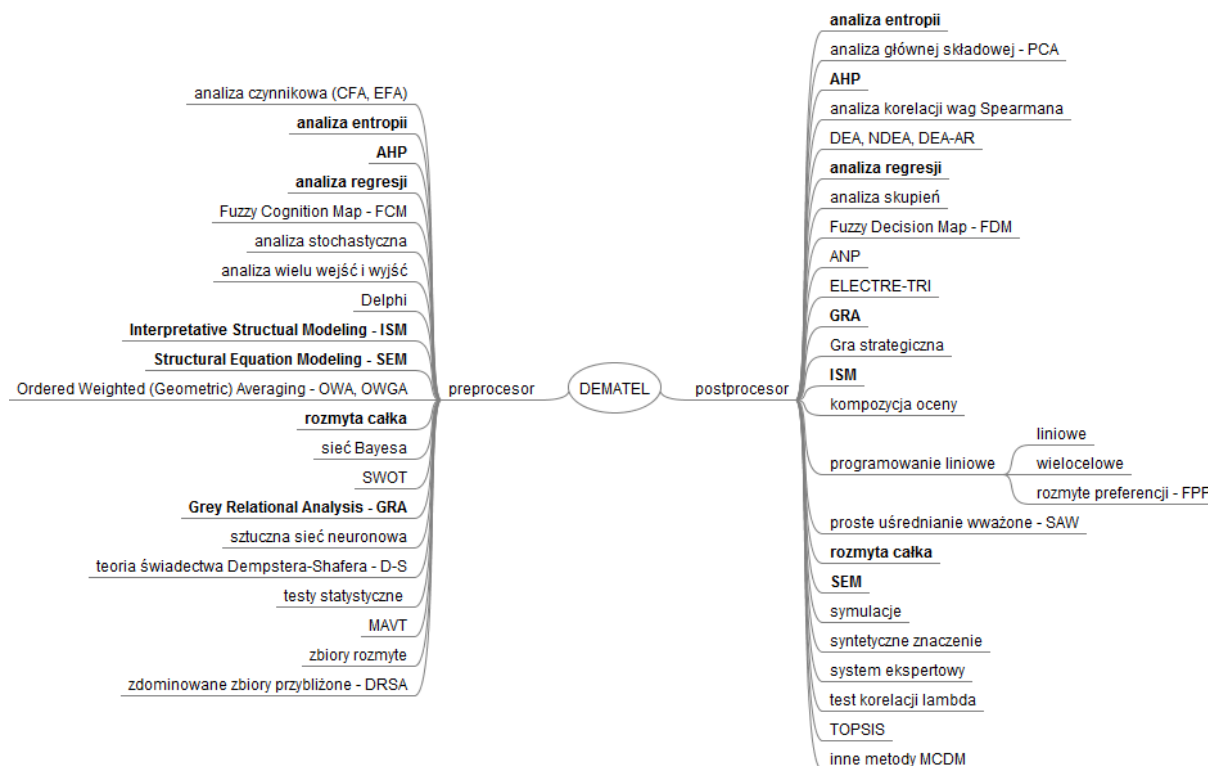 analiza czynnikowa (CFA, EFA)
analiza entropii
AHP
analiza regresji
Fuzzy Cognition Map - FCM
analiza stochastyczna
analiza wielu wejść i wyjść
Delphi
Interpretative Structual Modeling - ISM
Structural Equation Modeling - SEM
Ordered Weighted (Geometric) Averaging - OWA, OWGA
rozmyta całka
sieć Bayesa
SWOT
Grey Relational Analysis - GRA
sztuczna sieć neuronowa
teoria świadectwa Dempstera-Shafera - D-S
testy statystyczne
MAVT
zbiory rozmyte
zdominowane zbiory przybliżone - DRSA
preprocesor
DEMATEL
postprocesor
analiza entropii
analiza głównej składowej - PCA
AHP
analiza korelacji wag Spearmana
DEA, NDEA, DEA-AR
analiza regresji
analiza skupień
Fuzzy Decision Map - FDM
ANP
ELECTRE-TRI
GRA
Gra strategiczna
ISM
kompozycja oceny
programowanie liniowe
liniowe
wielocelowe
rozmyte preferencji - FPP
proste uśrednianie wważone - SAW
rozmyta całka
SEM
symulacje
syntetyczne znaczenie
system ekspertowy
test korelacji lambda
TOPSIS
inne metody MCDM